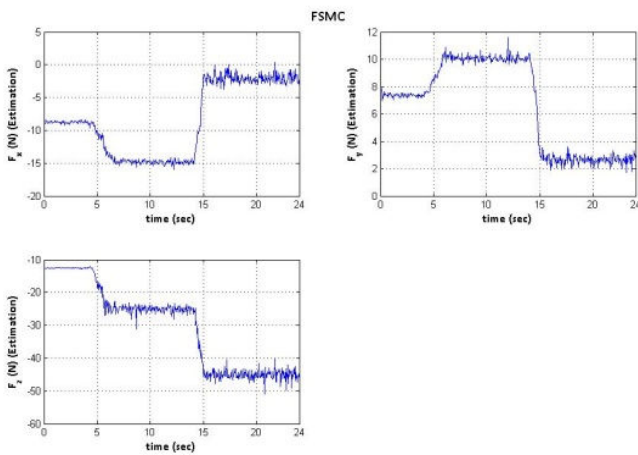 FSMC
5
0
-5
-10
-15
-20
F_x (N) (Estimation)
0 5 10 15 20 24
time (sec)
12
10
8
6
4
2
0
F_Y (N) (Estimation)
0 5 10 15 20 24
time (sec)
-10
-20
-30
-40
-50
-60
F_z (N) (Estimation)
0 5 10 15 20 24
time (sec)